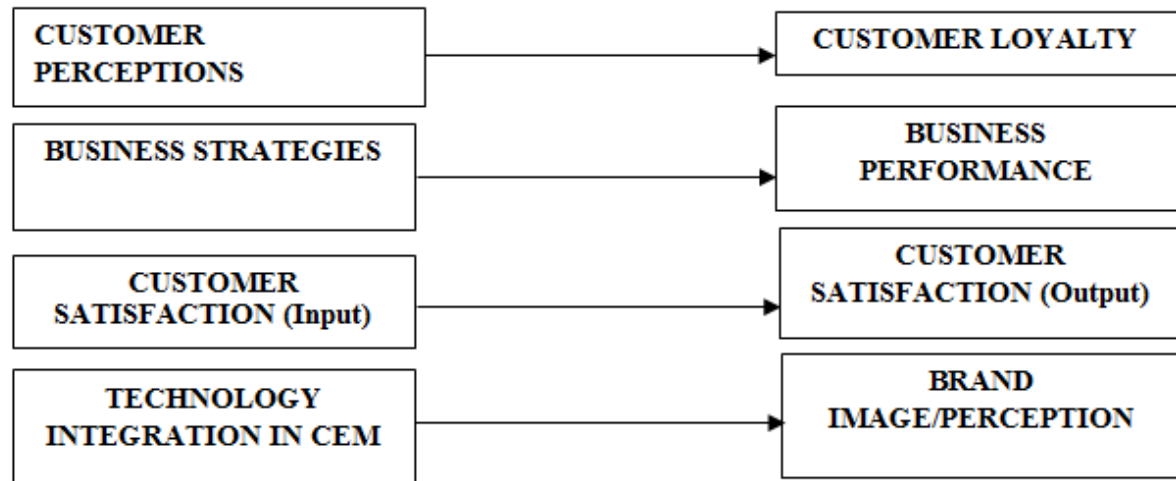 CUSTOMER
PERCEPTIONS
CUSTOMER LOYALTY
BUSINESS STRATEGIES
BUSINESS
PERFORMANCE
CUSTOMER
SATISFACTION (Input)
CUSTOMER
SATISFACTION (Output)
TECHNOLOGY
INTEGRATION IN CEM
BRAND
IMAGE/PERCEPTION